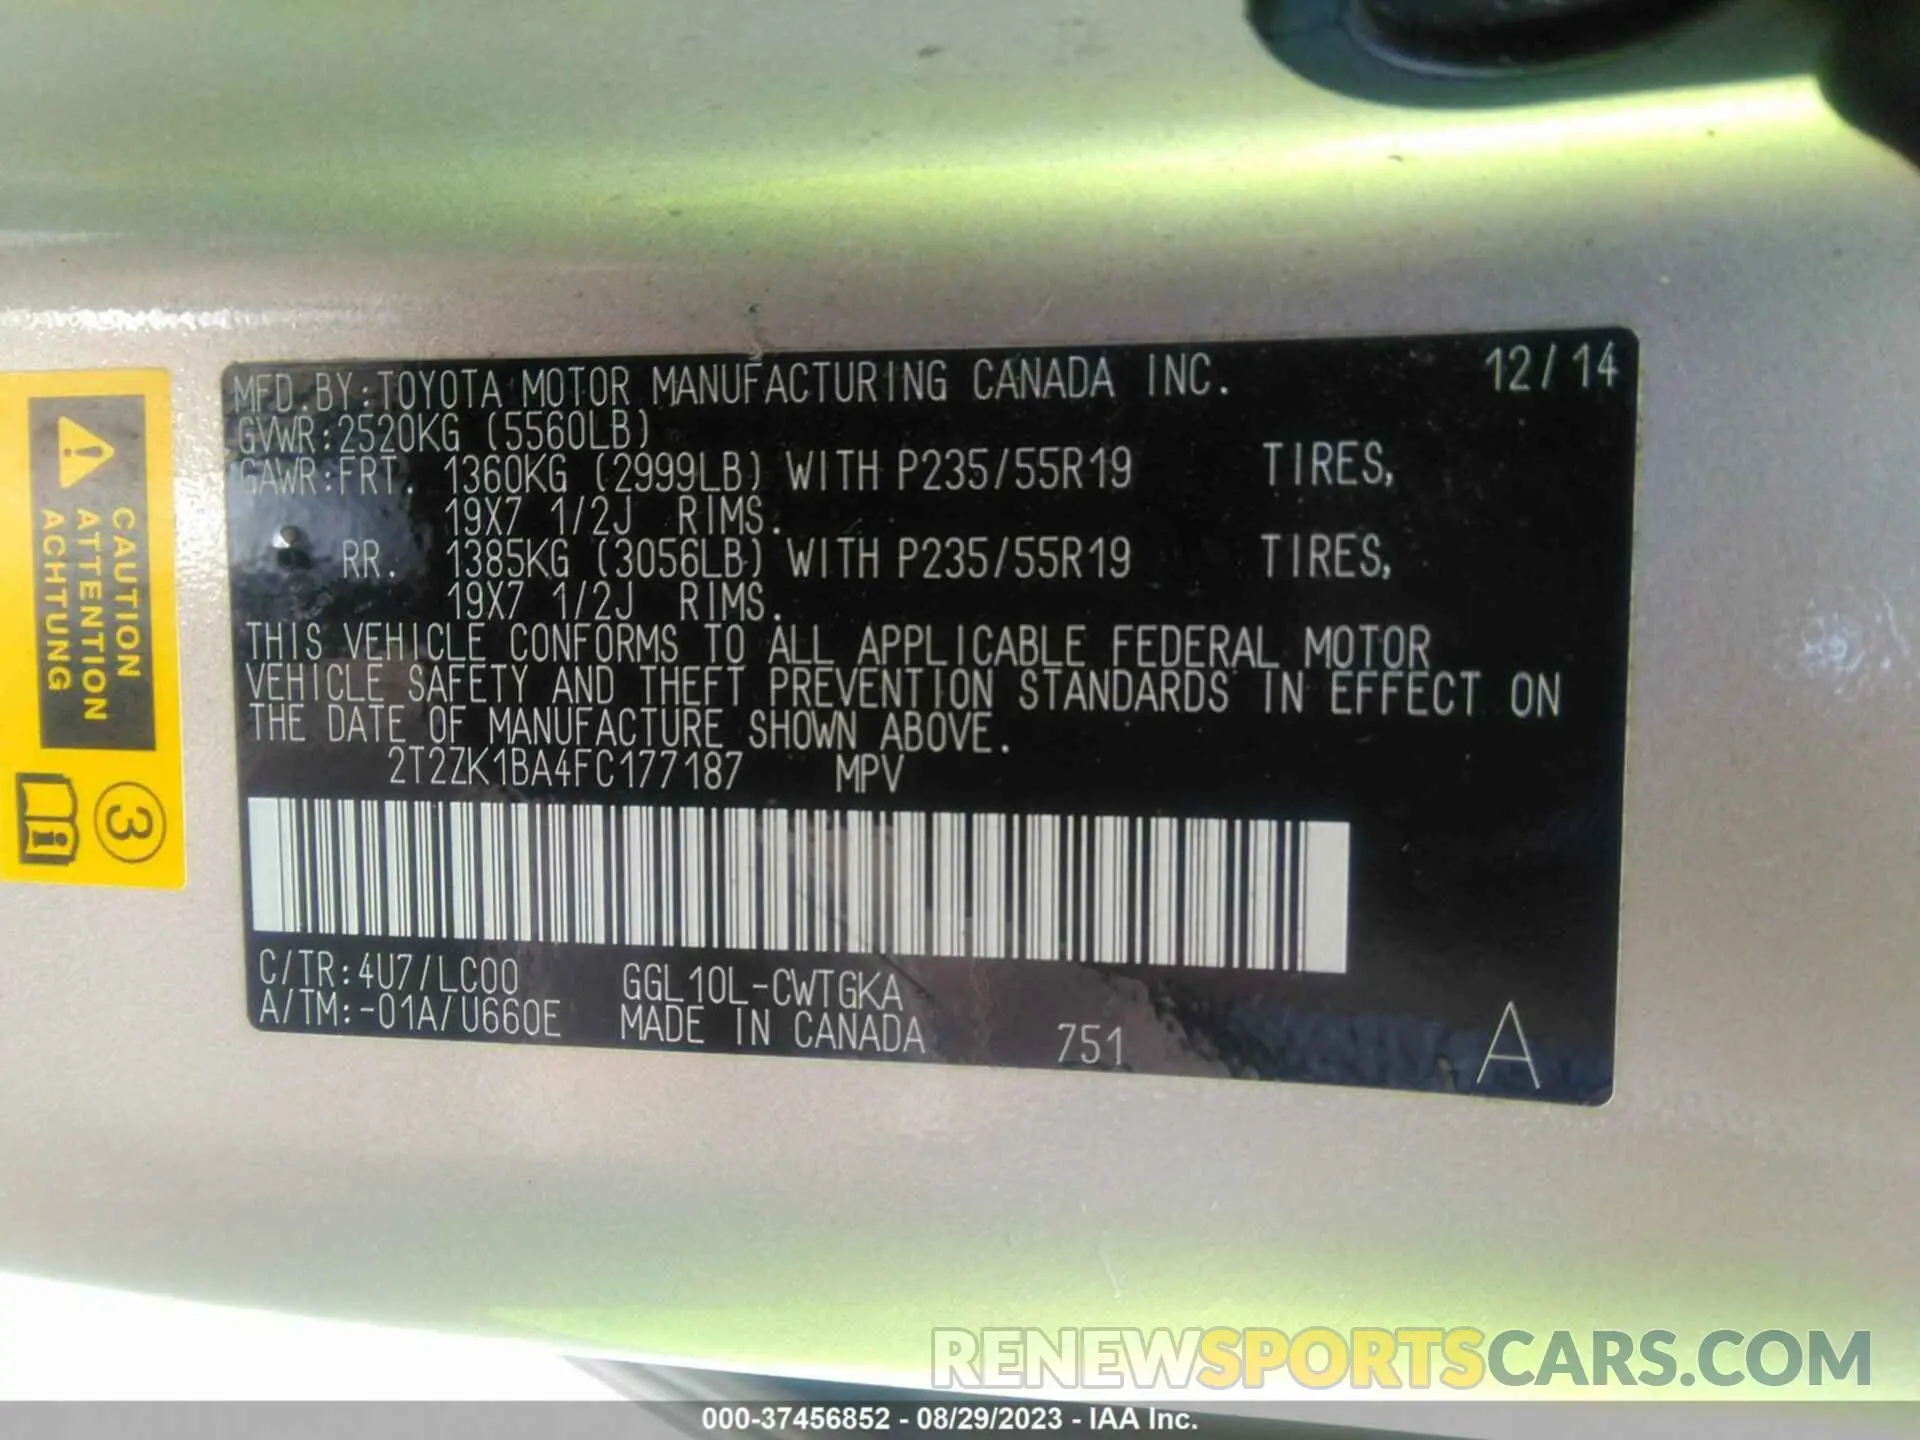 MFD.BY:TOYOTA MOTOR MANUFACTURING CANADA INC. 12/14
GVWR:2520KG (5560LB)
GAWR:FRT. 1360KG (2999LB) WITH P235/55R19 TIRES,
19X7 1/2J RIMS.
RR. 1385KG (3056LB) WITH P235/55R19 TIRES,
19X7 1/2J RIMS.
THIS VEHICLE CONFORMS TO ALL APPLICABLE FEDERAL MOTOR
VEHICLE SAFETY AND THEFT PREVENTION STANDARDS IN EFFECT ON
THE DATE OF MANUFACTURE SHOWN ABOVE.
2T2ZK1BA4FC177187 MPV
C/TR:4U7/LC00 GGL10L-CWTGKA
A/TM:-01A/U660E MADE IN CANADA 751 A
CAUTION
ATTENTION
ACHTUNG
3
i
RENEWSPORTSCARS.COM
000-37456852 - 08/29/2023 - IAA Inc.